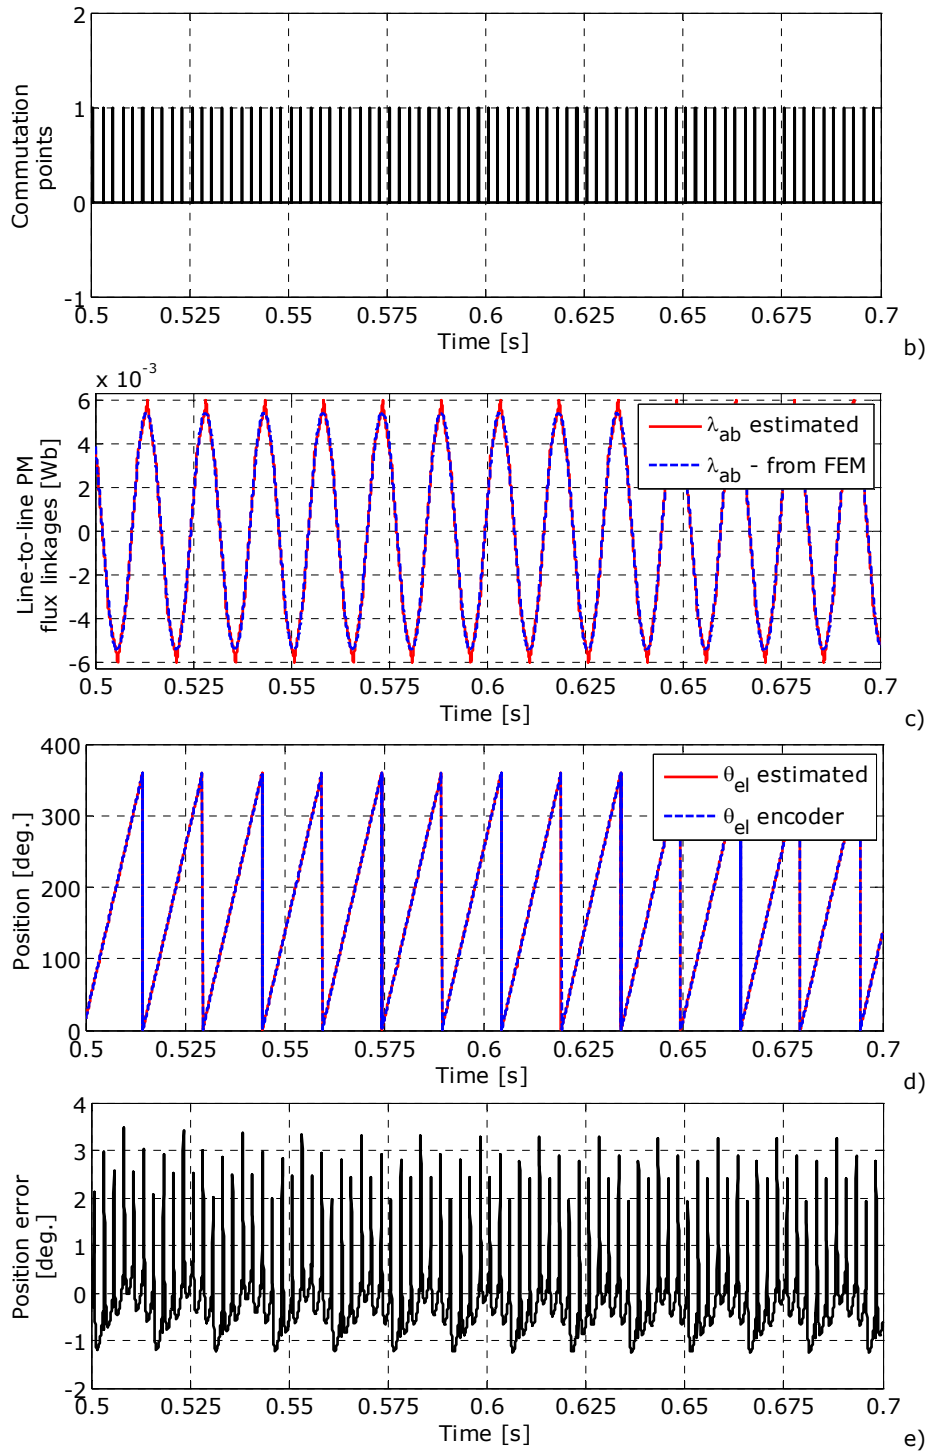 2
1
0
-1
Commutation
points
0.5 0.525 0.55 0.575 0.6 0.625 0.65 0.675 0.7
Time [s]
b)
x 10-3
6
4
2
0
-2
-4
-6
Line-to-line PM
flux linkages [Wb]
λab estimated
λab - from FEM
0.5 0.525 0.55 0.575 0.6 0.625 0.65 0.675 0.7
Time [s]
c)
400
300
200
100
0
Position [deg.]
θel estimated
θel encoder
0.5 0.525 0.55 0.575 0.6 0.625 0.65 0.675 0.7
Time [s]
d)
4
3
2
1
0
-1
-2
Position error
[deg.]
0.5 0.525 0.55 0.575 0.6 0.625 0.65 0.675 0.7
Time [s]
e)